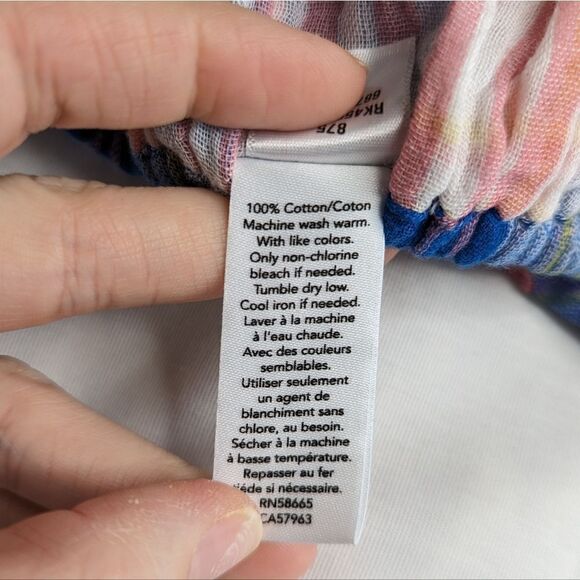 100% Cotton/Coton
Machine wash warm.
With like colors.
Only non-chlorine
bleach if needed.
Tumble dry low.
Cool iron if needed.
Laver à la machine
à l'eau chaude.
Avec des couleurs
semblables.
Utiliser seulement
un agent de
blanchiment sans
chlore, au besoin.
Sécher à la machine
à basse température.
Repasser au fer
tiède si nécessaire.
RN58665
CA57963